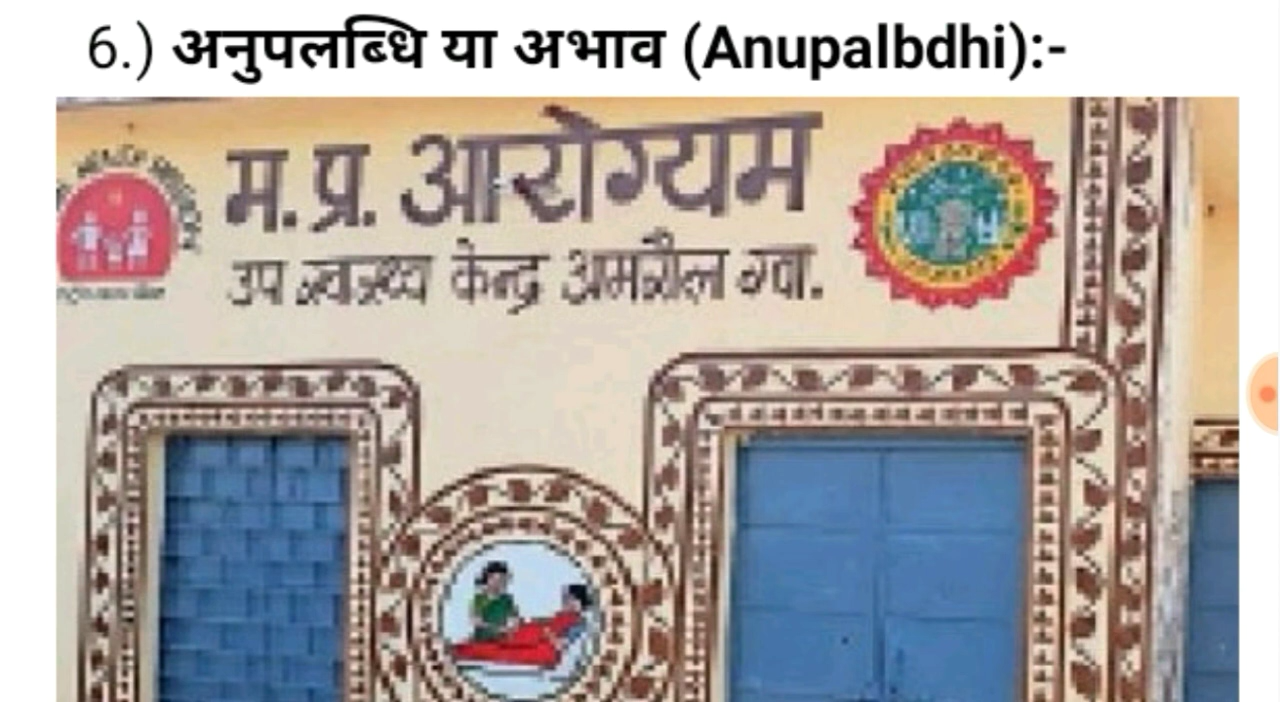 6.) अनुपलब्धि या अभाव (Anupalbdhi):-
म.प्र. आरोग्यम
उप स्वास्थ्य केन्द्र अमरौल ग्वा.